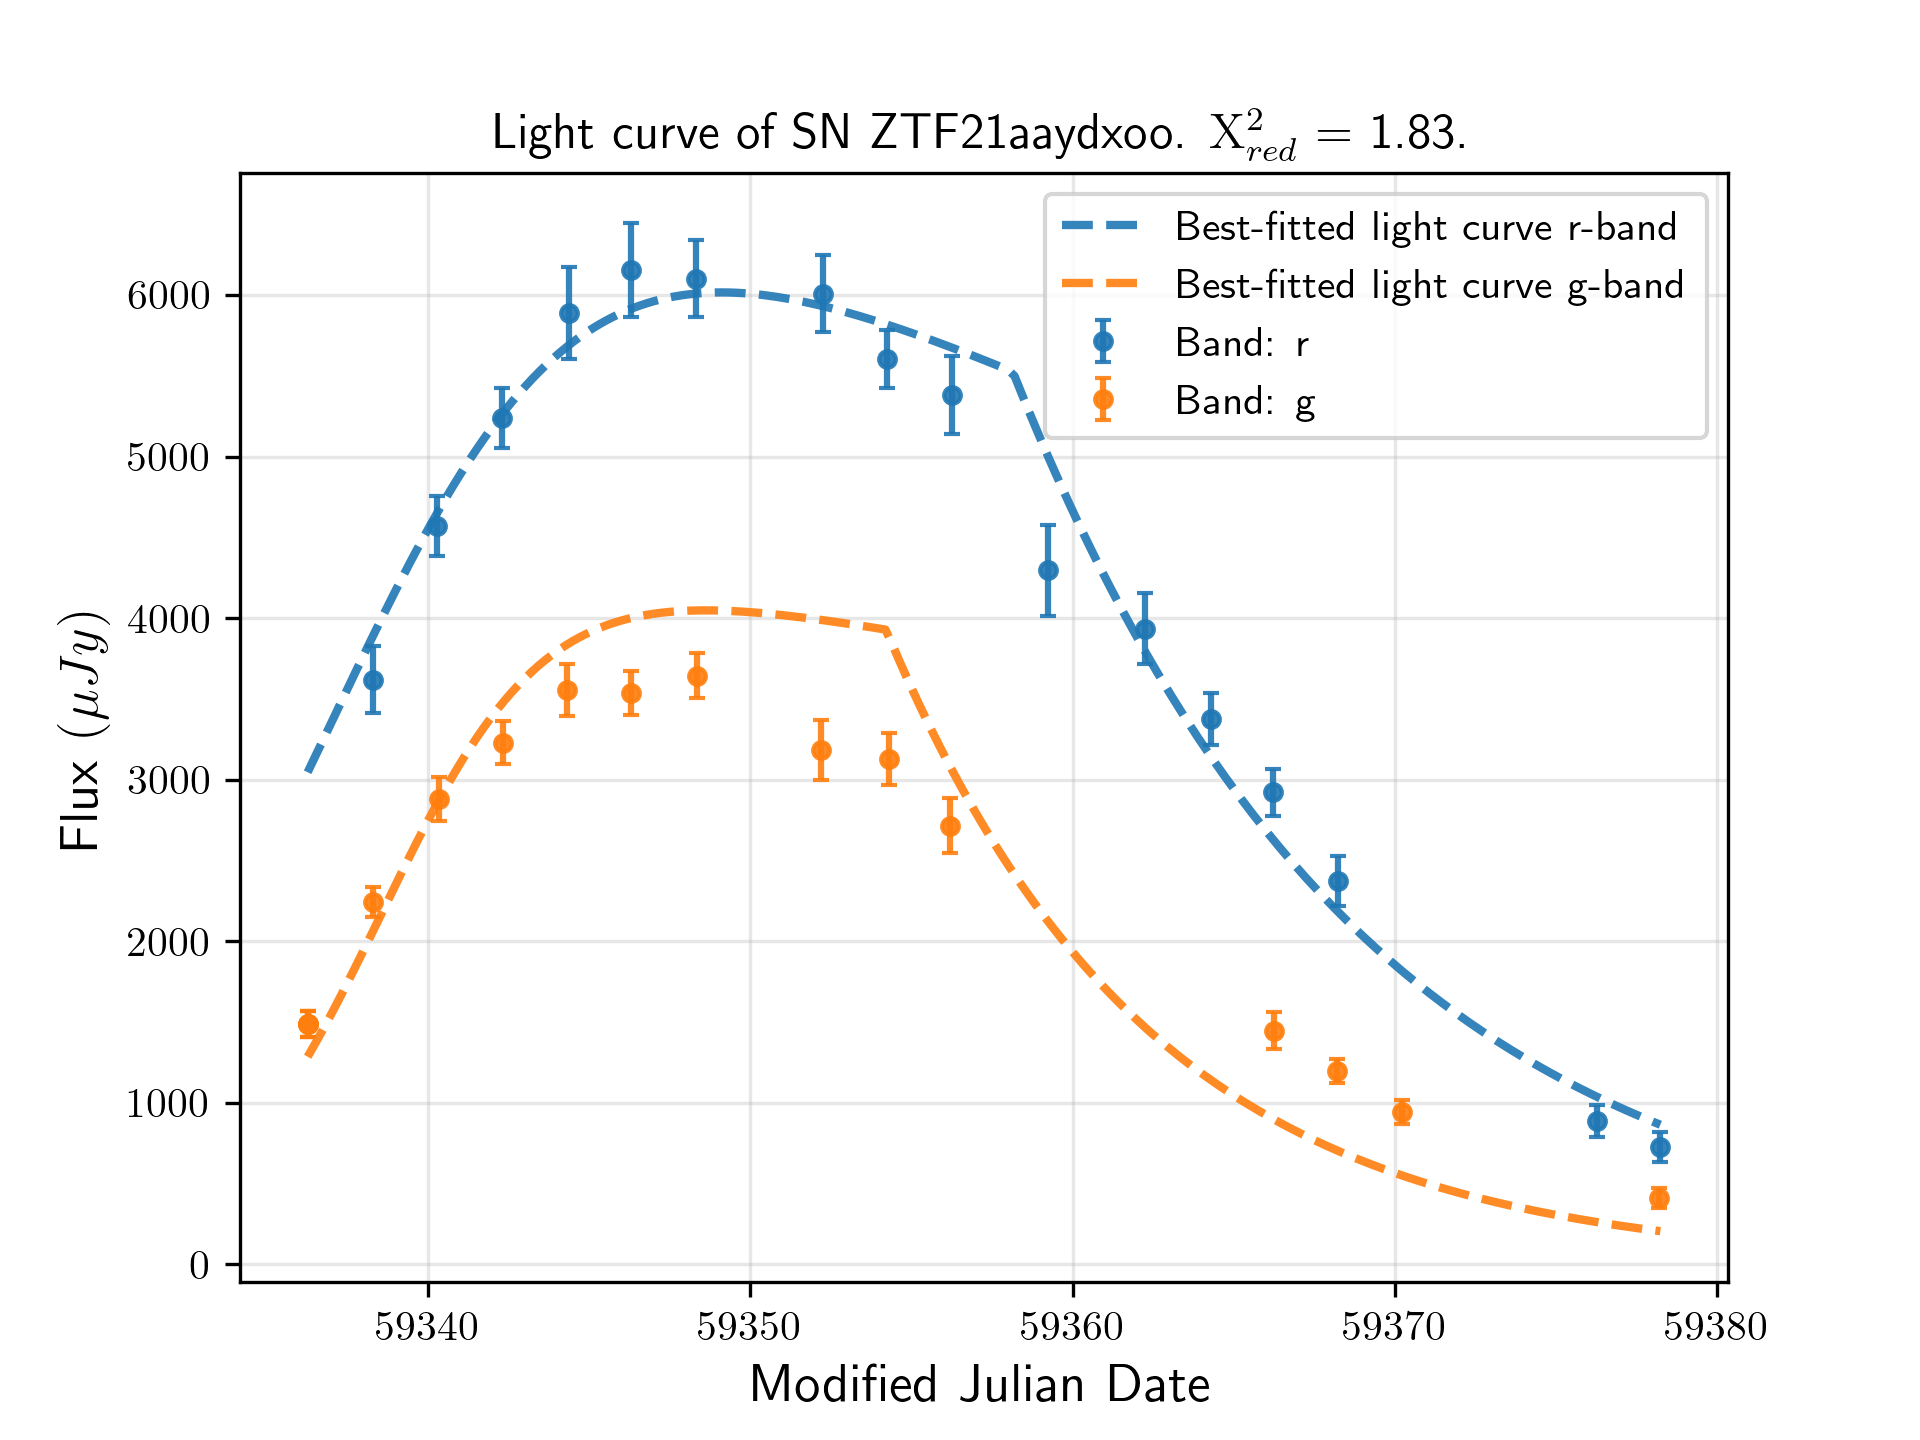 Light curve of SN ZTF21aaydxoo. X²_red = 1.83.
Best-fitted light curve r-band
Best-fitted light curve g-band
Band: r
Band: g
Flux (μJy)
6000
5000
4000
3000
2000
1000
0
59340 59350 59360 59370 59380
Modified Julian Date